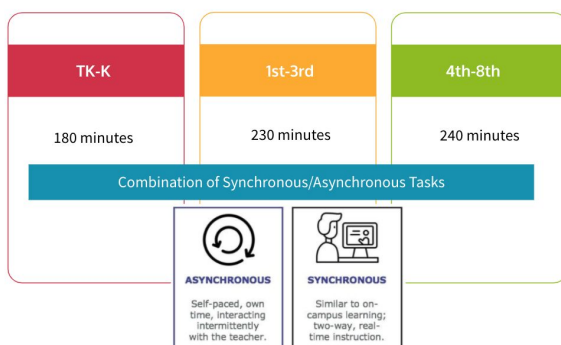 TK-K
1st-3rd
4th-8th
180 minutes
230 minutes
240 minutes
Combination of Synchronous/Asynchronous Tasks
ASYNCHRONOUS
Self-paced, own
time, interacting
intermittently
with the teacher.
SYNCHRONOUS
Similar to on-
campus learning;
two-way, real-
time instruction.